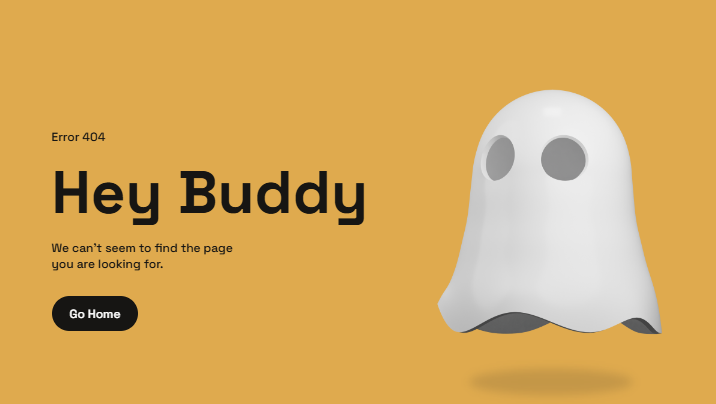 Error 404
Hey Buddy
We can't seem to find the page
you are looking for.
Go Home